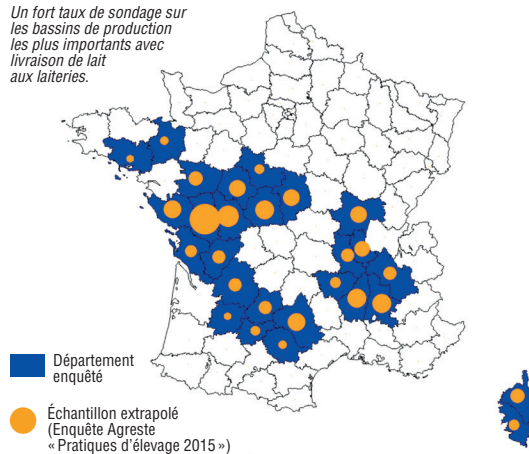 Un fort taux de sondage sur
les bassins de production
les plus importants avec
livraison de lait
aux laiteries.
Département
enquêté
Échantillon extrapolé
(Enquête Agreste
« Pratiques d'élevage 2015 »)